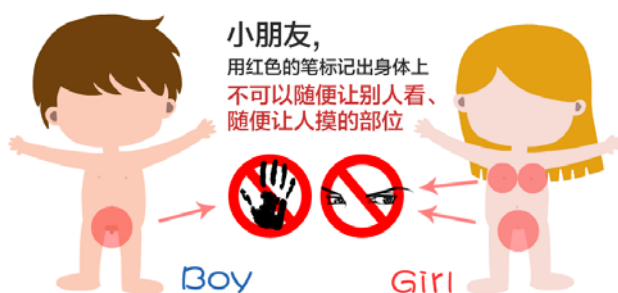 小朋友，
用红色的笔标记出身体上
不可以随便让别人看、
随便让人摸的部位
Boy
Girl